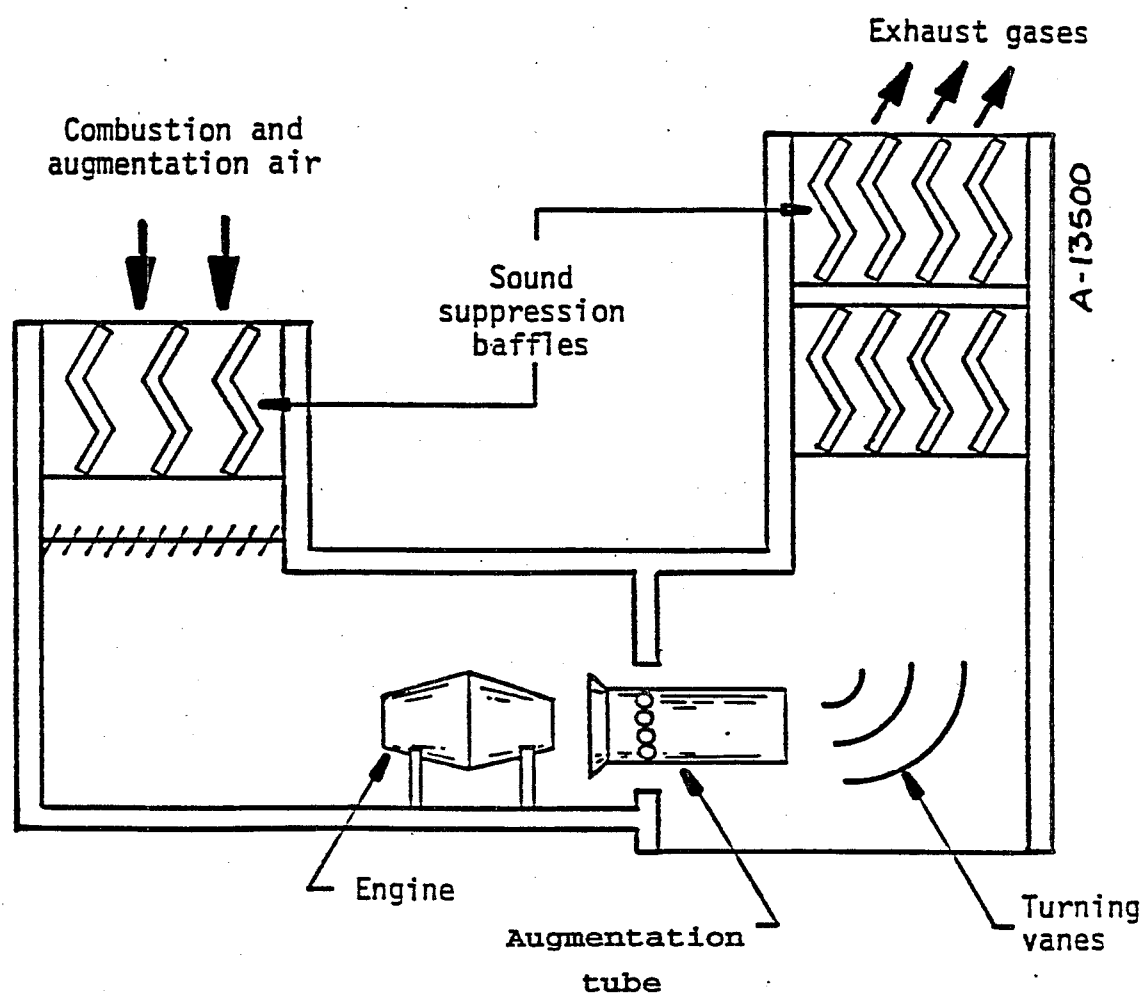 Exhaust gases
Combustion and
augmentation air
A-13500
Sound
suppression
baffles
Engine
Augmentation
tube
Turning
vanes